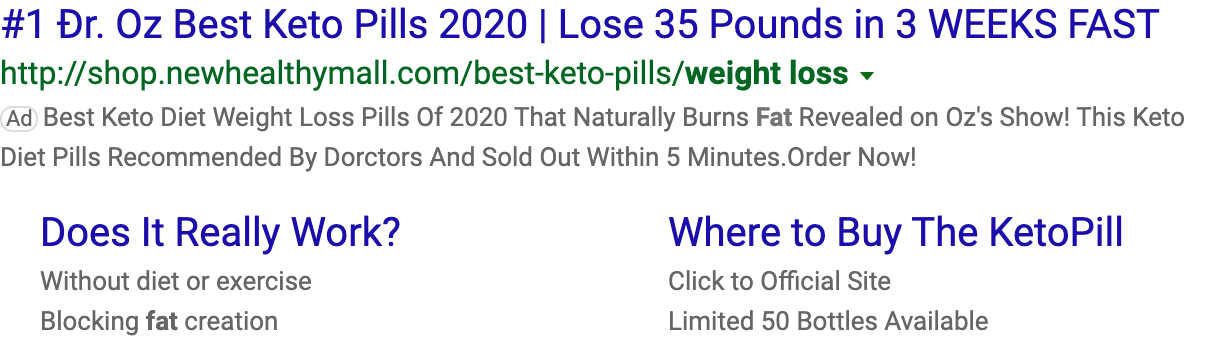 #1 Ðr. Oz Best Keto Pills 2020 | Lose 35 Pounds in 3 WEEKS FAST
http://shop.newhealthymall.com/best-keto-pills/weight loss
Ad Best Keto Diet Weight Loss Pills Of 2020 That Naturally Burns Fat Revealed on Oz's Show! This Keto
Diet Pills Recommended By Dorctors And Sold Out Within 5 Minutes.Order Now!
Does It Really Work?
Without diet or exercise
Blocking fat creation
Where to Buy The KetoPill
Click to Official Site
Limited 50 Bottles Available